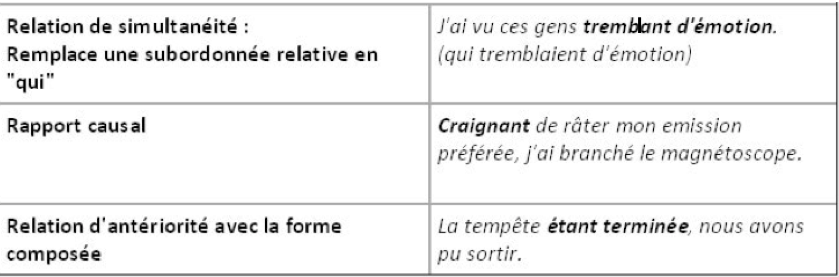 Relation de simultanéité :
Remplace une subordonnée relative en
"qui"
J'ai vu ces gens tremblant d'émotion.
(qui tremblaient d'émotion)
Rapport causal
Craignant de râter mon emission
préférée, j'ai branché le magnétoscope.
Relation d'antériorité avec la forme
composée
La tempête étant terminée, nous avons
pu sortir.